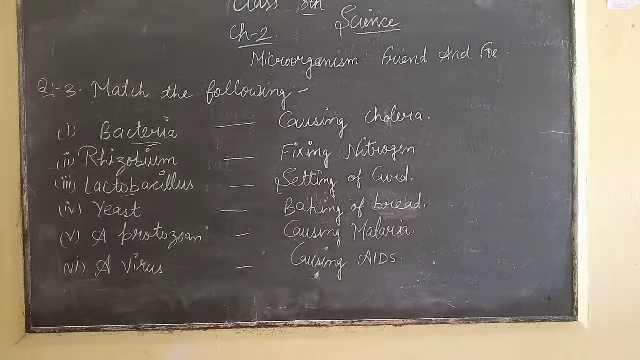 Class 8th
Ch-2. Science
Microorganism: Friend And Foe.
Q:-3. Match the following:-
(i) Bacteria — Causing Cholera.
(ii) Rhizobium — Fixing Nitrogen
(iii) Lactobacillus — Setting of Curd.
(iv) Yeast — Baking of bread.
(v) A protozoan — Causing Malaria.
(vi) A Virus — Causing AIDS.